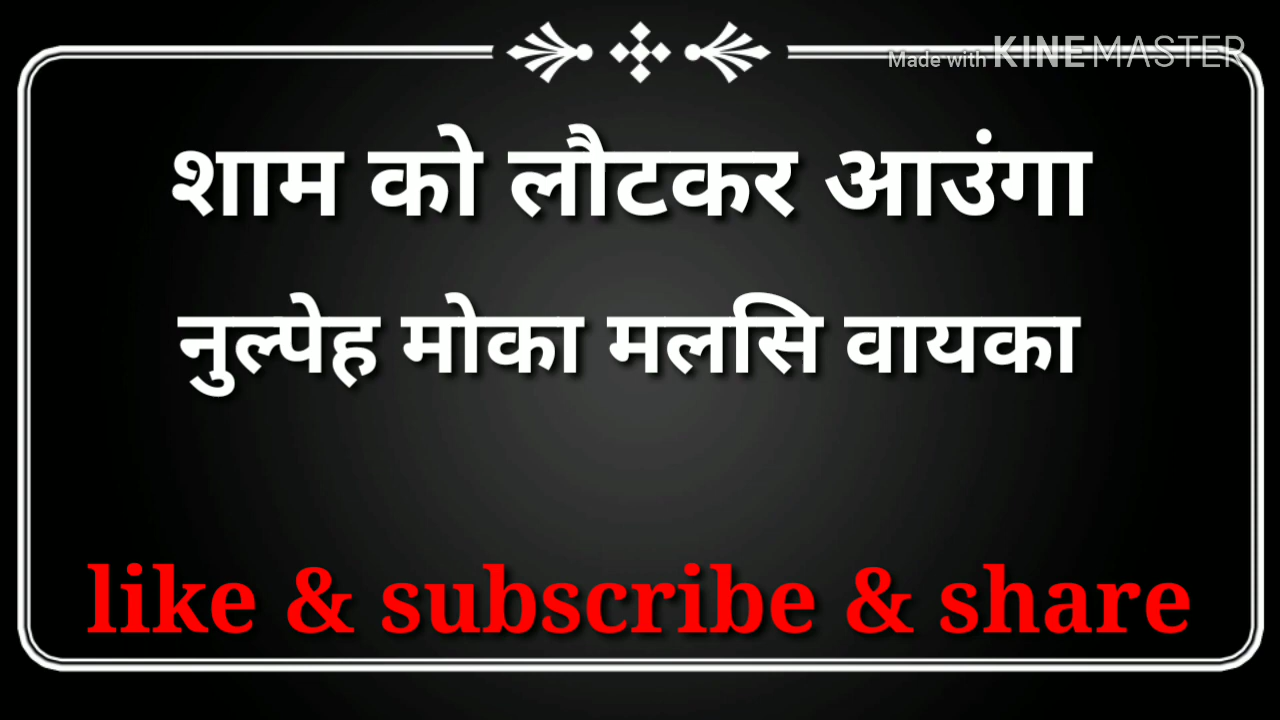 Made with KINEMASTER
शाम को लौटकर आउंगा
नुल्पेह मोका मलसि वायका
like & subscribe & share